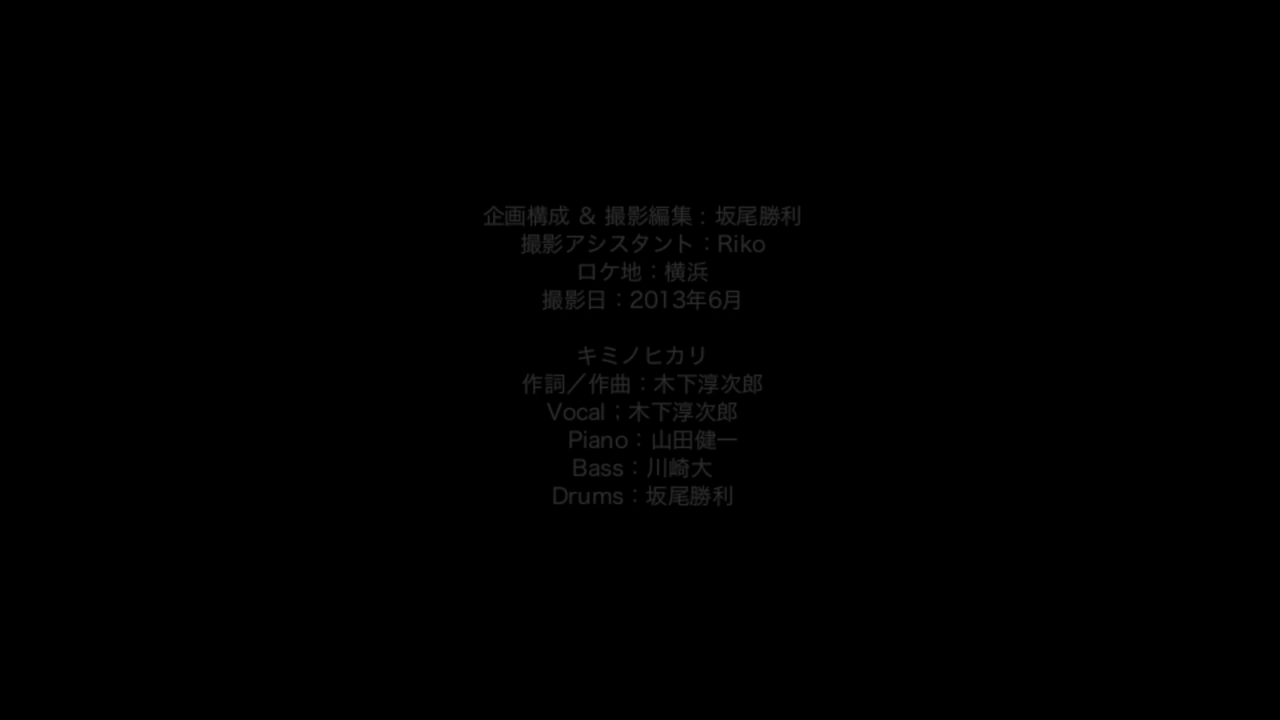 企画構成 & 撮影編集：坂尾勝利
撮影アシスタント：Riko
ロケ地：横浜
撮影日：2013年6月
キミノヒカリ
作詞／作曲：木下淳次郎
Vocal；木下淳次郎
Piano：山田健一
Bass：川崎大
Drums：坂尾勝利